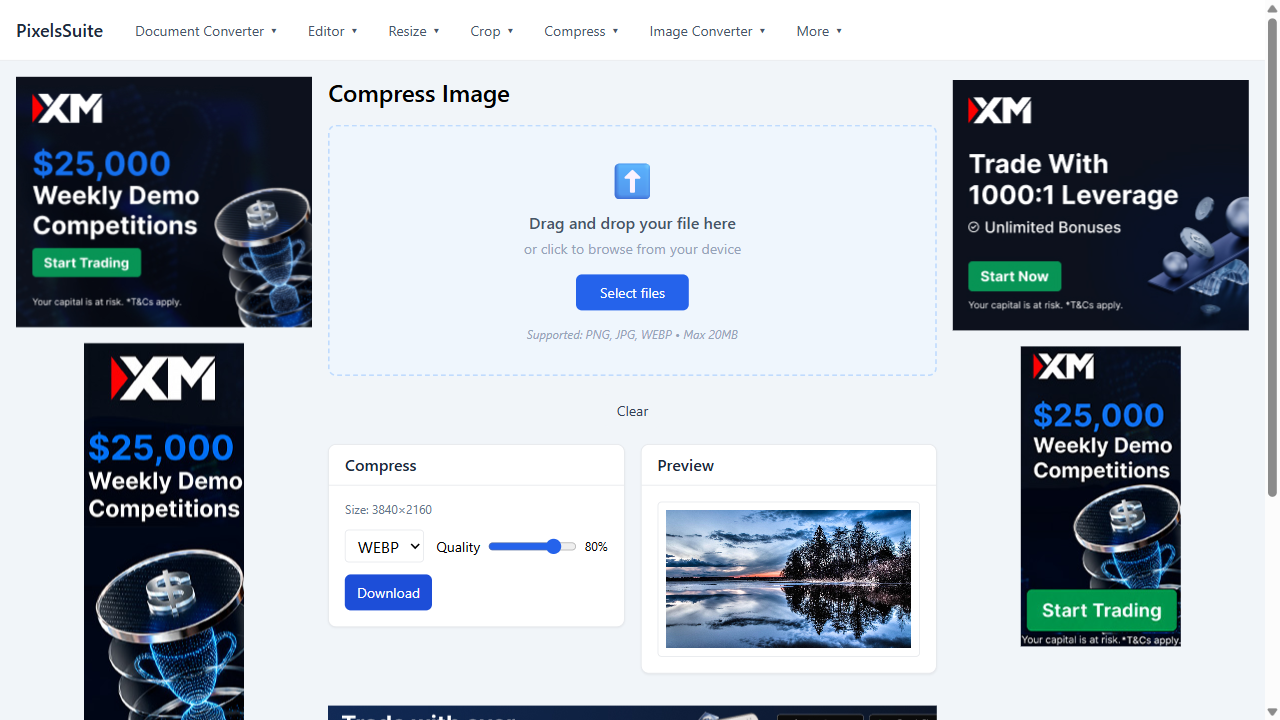 PixelsSuite
Document Converter ▾
Editor ▾
Resize ▾
Crop ▾
Compress ▾
Image Converter ▾
More ▾
XM
$25,000
Weekly Demo
Competitions
Start Trading
Your capital is at risk. *T&Cs apply.
XM
$25,000
Weekly Demo
Competitions
Compress Image
Drag and drop your file here
or click to browse from your device
Select files
Supported: PNG, JPG, WEBP • Max 20MB
Clear
Compress
Size: 3840×2160
WEBP
Quality
80%
Download
Preview
XM
Trade With
1000:1 Leverage
Unlimited Bonuses
Start Now
Your capital is at risk. *T&Cs apply.
XM
$25,000
Weekly Demo
Competitions
Start Trading
Your capital is at risk. *T&Cs apply.
Trade with over